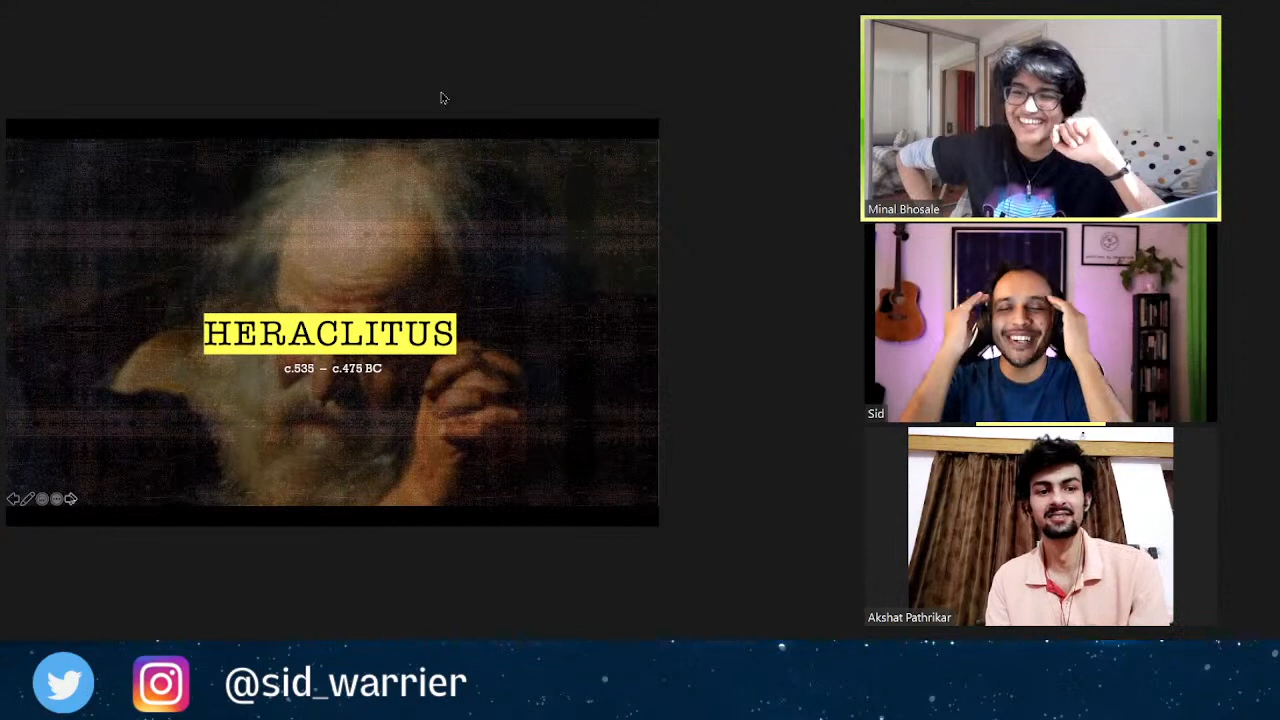 HERACLITUS
c.535 – c.475 BC
Minal Bhosale
Sid
Akshat Pathrikar
@sid_warrier